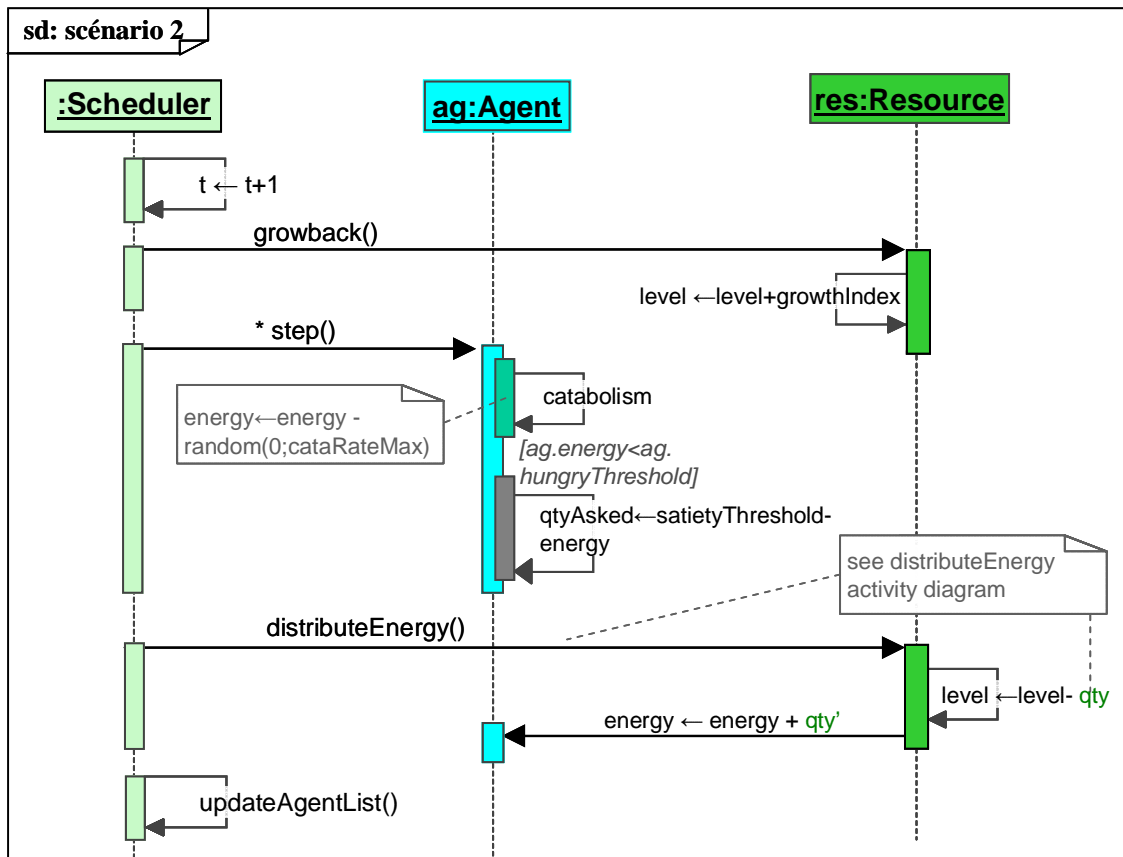 sd: scénario 2
:Scheduler
ag:Agent
res:Resource
t ← t+1
growback()
level ←level+growthIndex
* step()
energy←energy -
random(0;cataRateMax)
catabolism
[ag.energy<ag.
hungryThreshold]
qtyAsked←satietyThreshold-
energy
see distributeEnergy
activity diagram
distributeEnergy()
level ←level- qty
energy ← energy + qty’
updateAgentList()